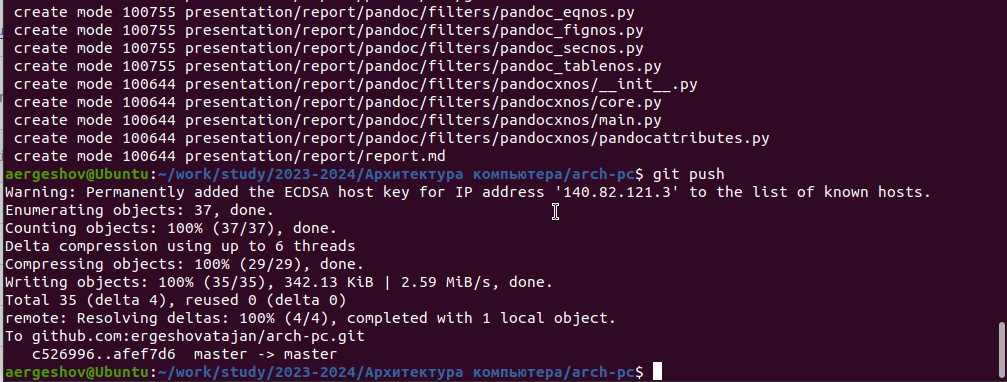 create mode 100755 presentation/report/pandoc/filters/pandoc_eqnos.py
create mode 100755 presentation/report/pandoc/filters/pandoc_fignos.py
create mode 100755 presentation/report/pandoc/filters/pandoc_secnos.py
create mode 100755 presentation/report/pandoc/filters/pandoc_tablenos.py
create mode 100644 presentation/report/pandoc/filters/pandocxnos/__init__.py
create mode 100644 presentation/report/pandoc/filters/pandocxnos/core.py
create mode 100644 presentation/report/pandoc/filters/pandocxnos/main.py
create mode 100644 presentation/report/pandoc/filters/pandocxnos/pandocattributes.py
create mode 100644 presentation/report/report.md
aergeshov@Ubuntu:~/work/study/2023-2024/Архитектура компьютера/arch-pc$ git push
Warning: Permanently added the ECDSA host key for IP address '140.82.121.3' to the list of known hosts.
Enumerating objects: 37, done.
Counting objects: 100% (37/37), done.
Delta compression using up to 6 threads
Compressing objects: 100% (29/29), done.
Writing objects: 100% (35/35), 342.13 KiB | 2.59 MiB/s, done.
Total 35 (delta 4), reused 0 (delta 0)
remote: Resolving deltas: 100% (4/4), completed with 1 local object.
To github.com:ergeshovatajan/arch-pc.git
c526996..afef7d6  master -> master
aergeshov@Ubuntu:~/work/study/2023-2024/Архитектура компьютера/arch-pc$